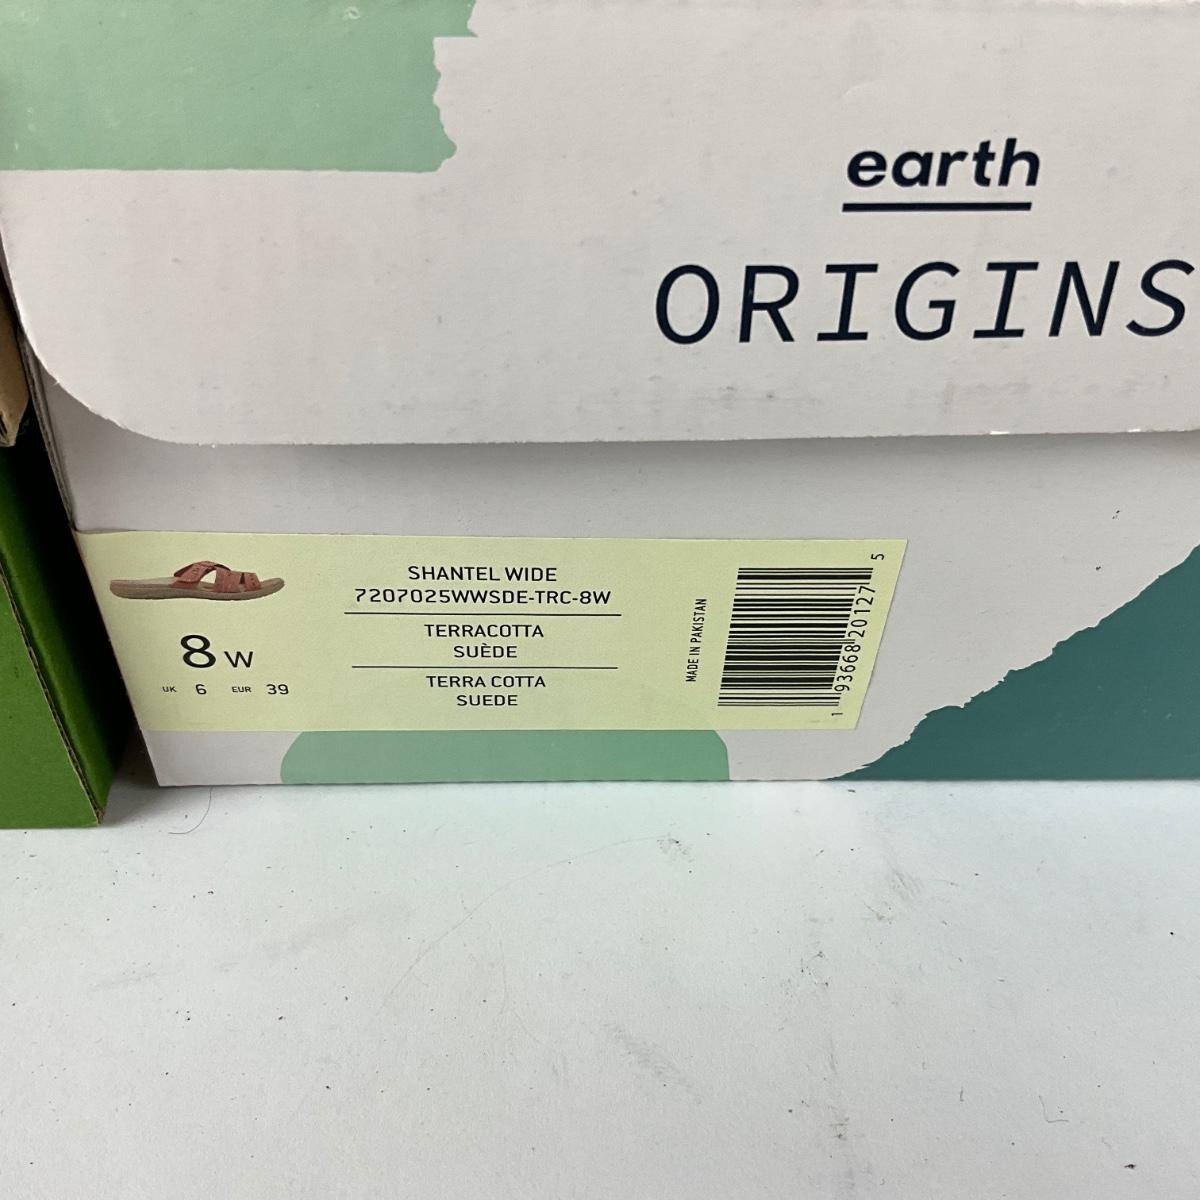 earth
ORIGINS
SHANTEL WIDE
7207025WWSDE-TRC-8W
TERRACOTTA
SUÈDE
TERRA COTTA
SUEDE
8 W
UK 6 EUR 39
MADE IN PAKISTAN
1 93668 20127 5